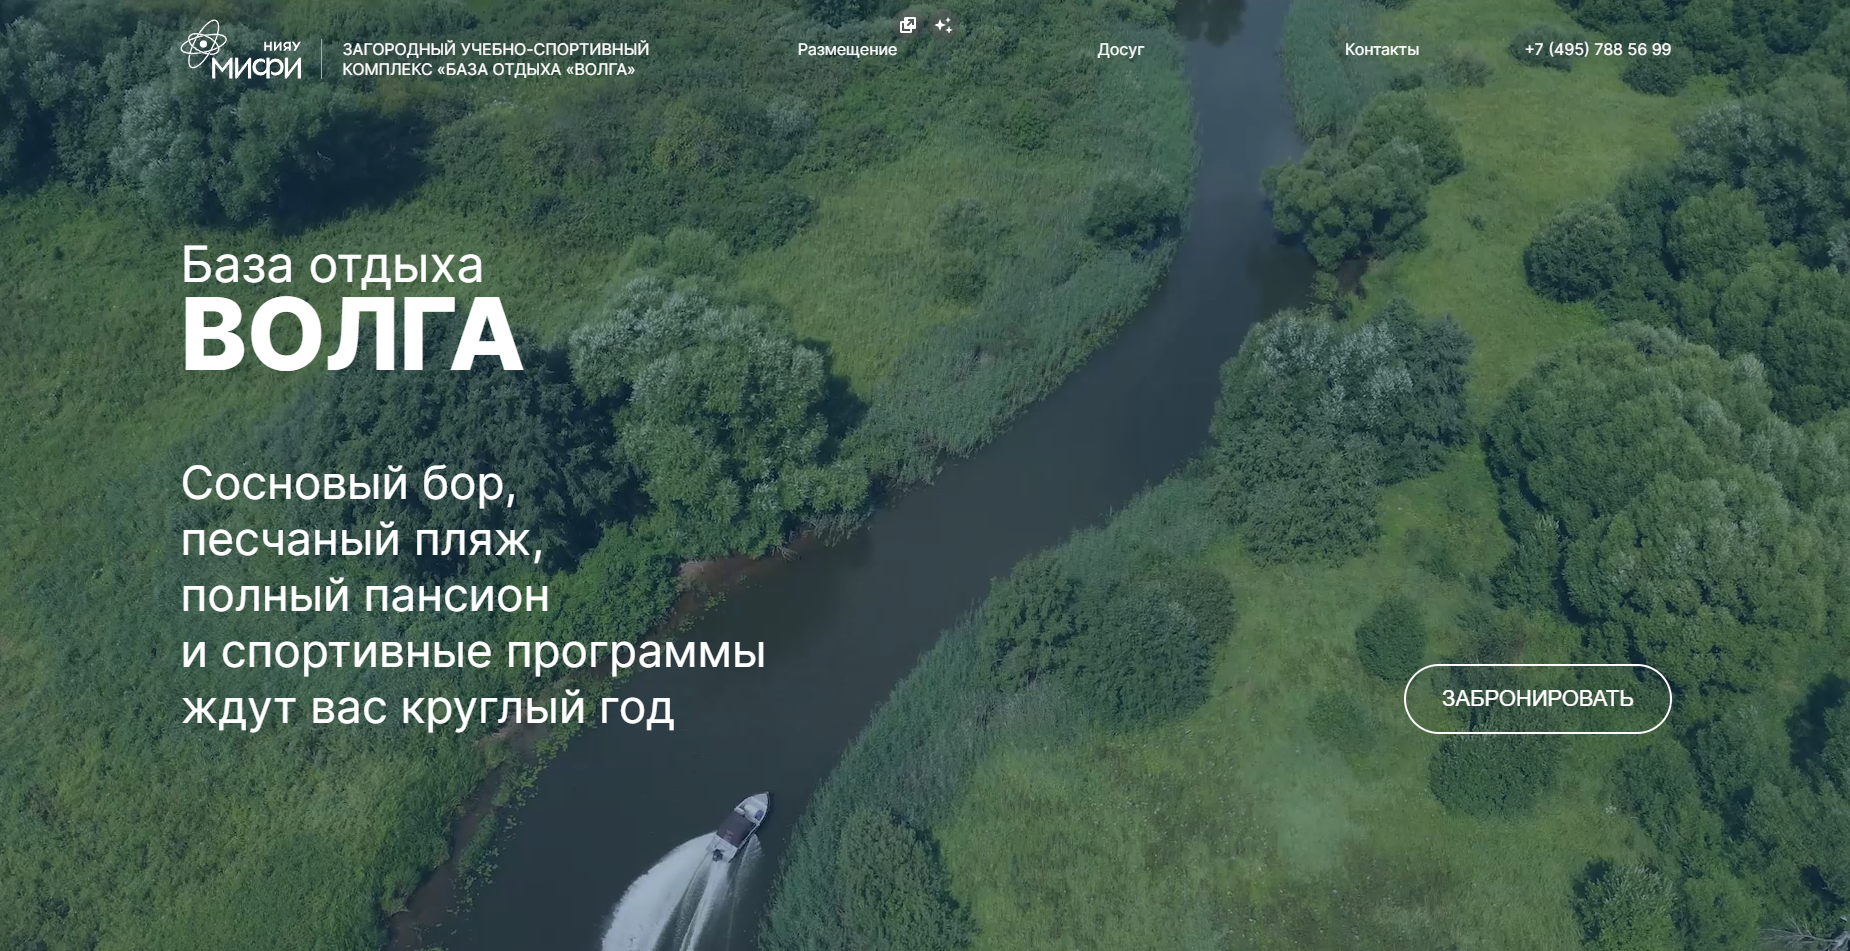 НИЯУ
МИФИ
ЗАГОРОДНЫЙ УЧЕБНО-СПОРТИВНЫЙ
КОМПЛЕКС «БАЗА ОТДЫХА «ВОЛГА»
Размещение
Досуг
Контакты
+7 (495) 788 56 99
База отдыха
ВОЛГА
Сосновый бор,
песчаный пляж,
полный пансион
и спортивные программы
ждут вас круглый год
ЗАБРОНИРОВАТЬ